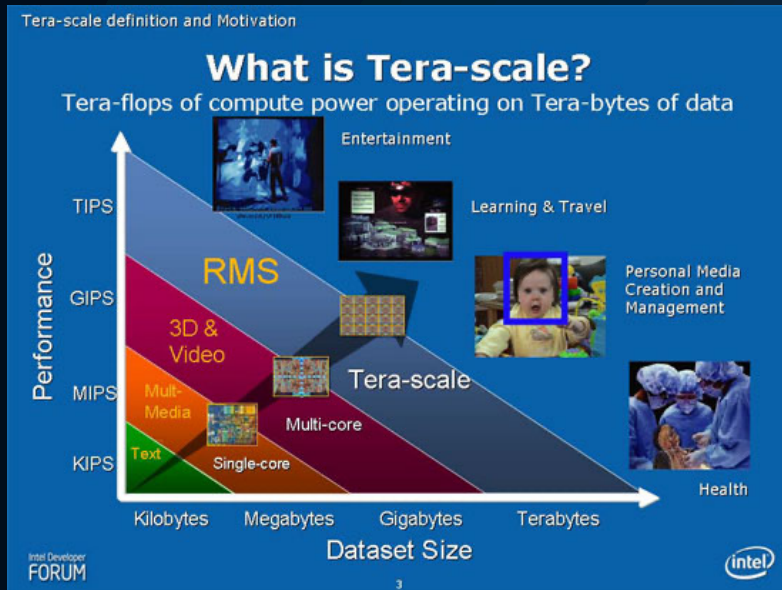 Tera-scale definition and Motivation
What is Tera-scale?
Tera-flops of compute power operating on Tera-bytes of data
Entertainment
Learning & Travel
Personal Media
Creation and
Management
Health
Performance
TIPS
GIPS
MIPS
KIPS
RMS
3D &
Video
Mult-
Media
Text
Tera-scale
Multi-core
Single-core
Kilobytes
Megabytes
Gigabytes
Terabytes
Dataset Size
Intel Developer
FORUM
3
intel